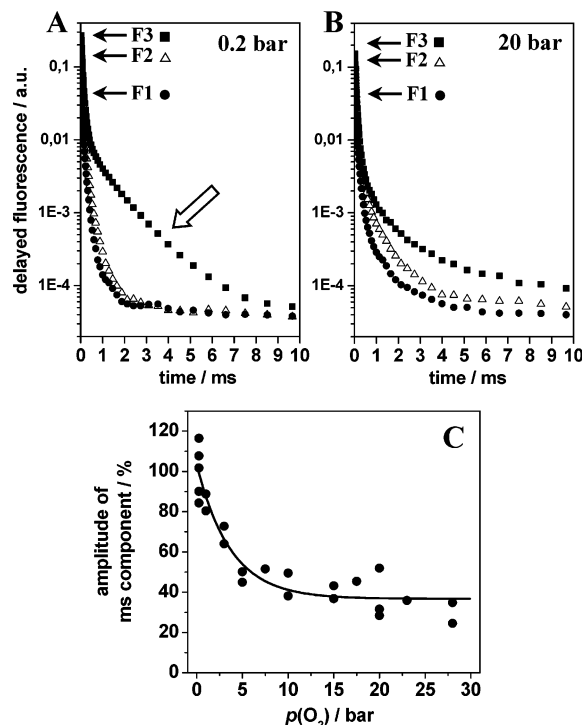 A
B
F3 ■
F2 △
F1 ●
0.2 bar
F3 ■
F2 △
F1 ●
20 bar
delayed fluorescence / a.u.
0,1
0,01
1E-3
1E-4
0,1
0,01
1E-3
1E-4
0 1 2 3 4 5 6 7 8 9 10
time / ms
0 1 2 3 4 5 6 7 8 9 10
time / ms
C
amplitude of
ms component / %
120
100
80
60
40
20
0
0 5 10 15 20 25 30
p(O₂) / bar